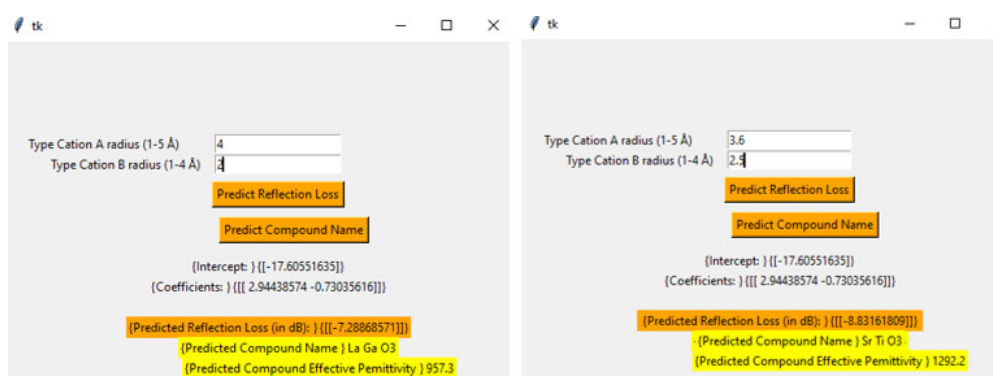 tk
Type Cation A radius (1-5 Å) 4
Type Cation B radius (1-4 Å) 2
Predict Reflection Loss
Predict Compound Name
{Intercept: } {[-17.60551635]}
{Coefficients: } {[[ 2.94438574 -0.73035616]]}
{Predicted Reflection Loss (in dB): } {[[-7.28868571]]}
{Predicted Compound Name } La Ga O3
{Predicted Compound Effective Pemittivity } 957.3
tk
Type Cation A radius (1-5 Å) 3.6
Type Cation B radius (1-4 Å) 2.5
Predict Reflection Loss
Predict Compound Name
{Intercept: } {[-17.60551635]}
{Coefficients: } {[[ 2.94438574 -0.73035616]]}
{Predicted Reflection Loss (in dB): } {[[-8.83161809]]}
{Predicted Compound Name } Sr Ti O3
{Predicted Compound Effective Pemittivity } 1292.2